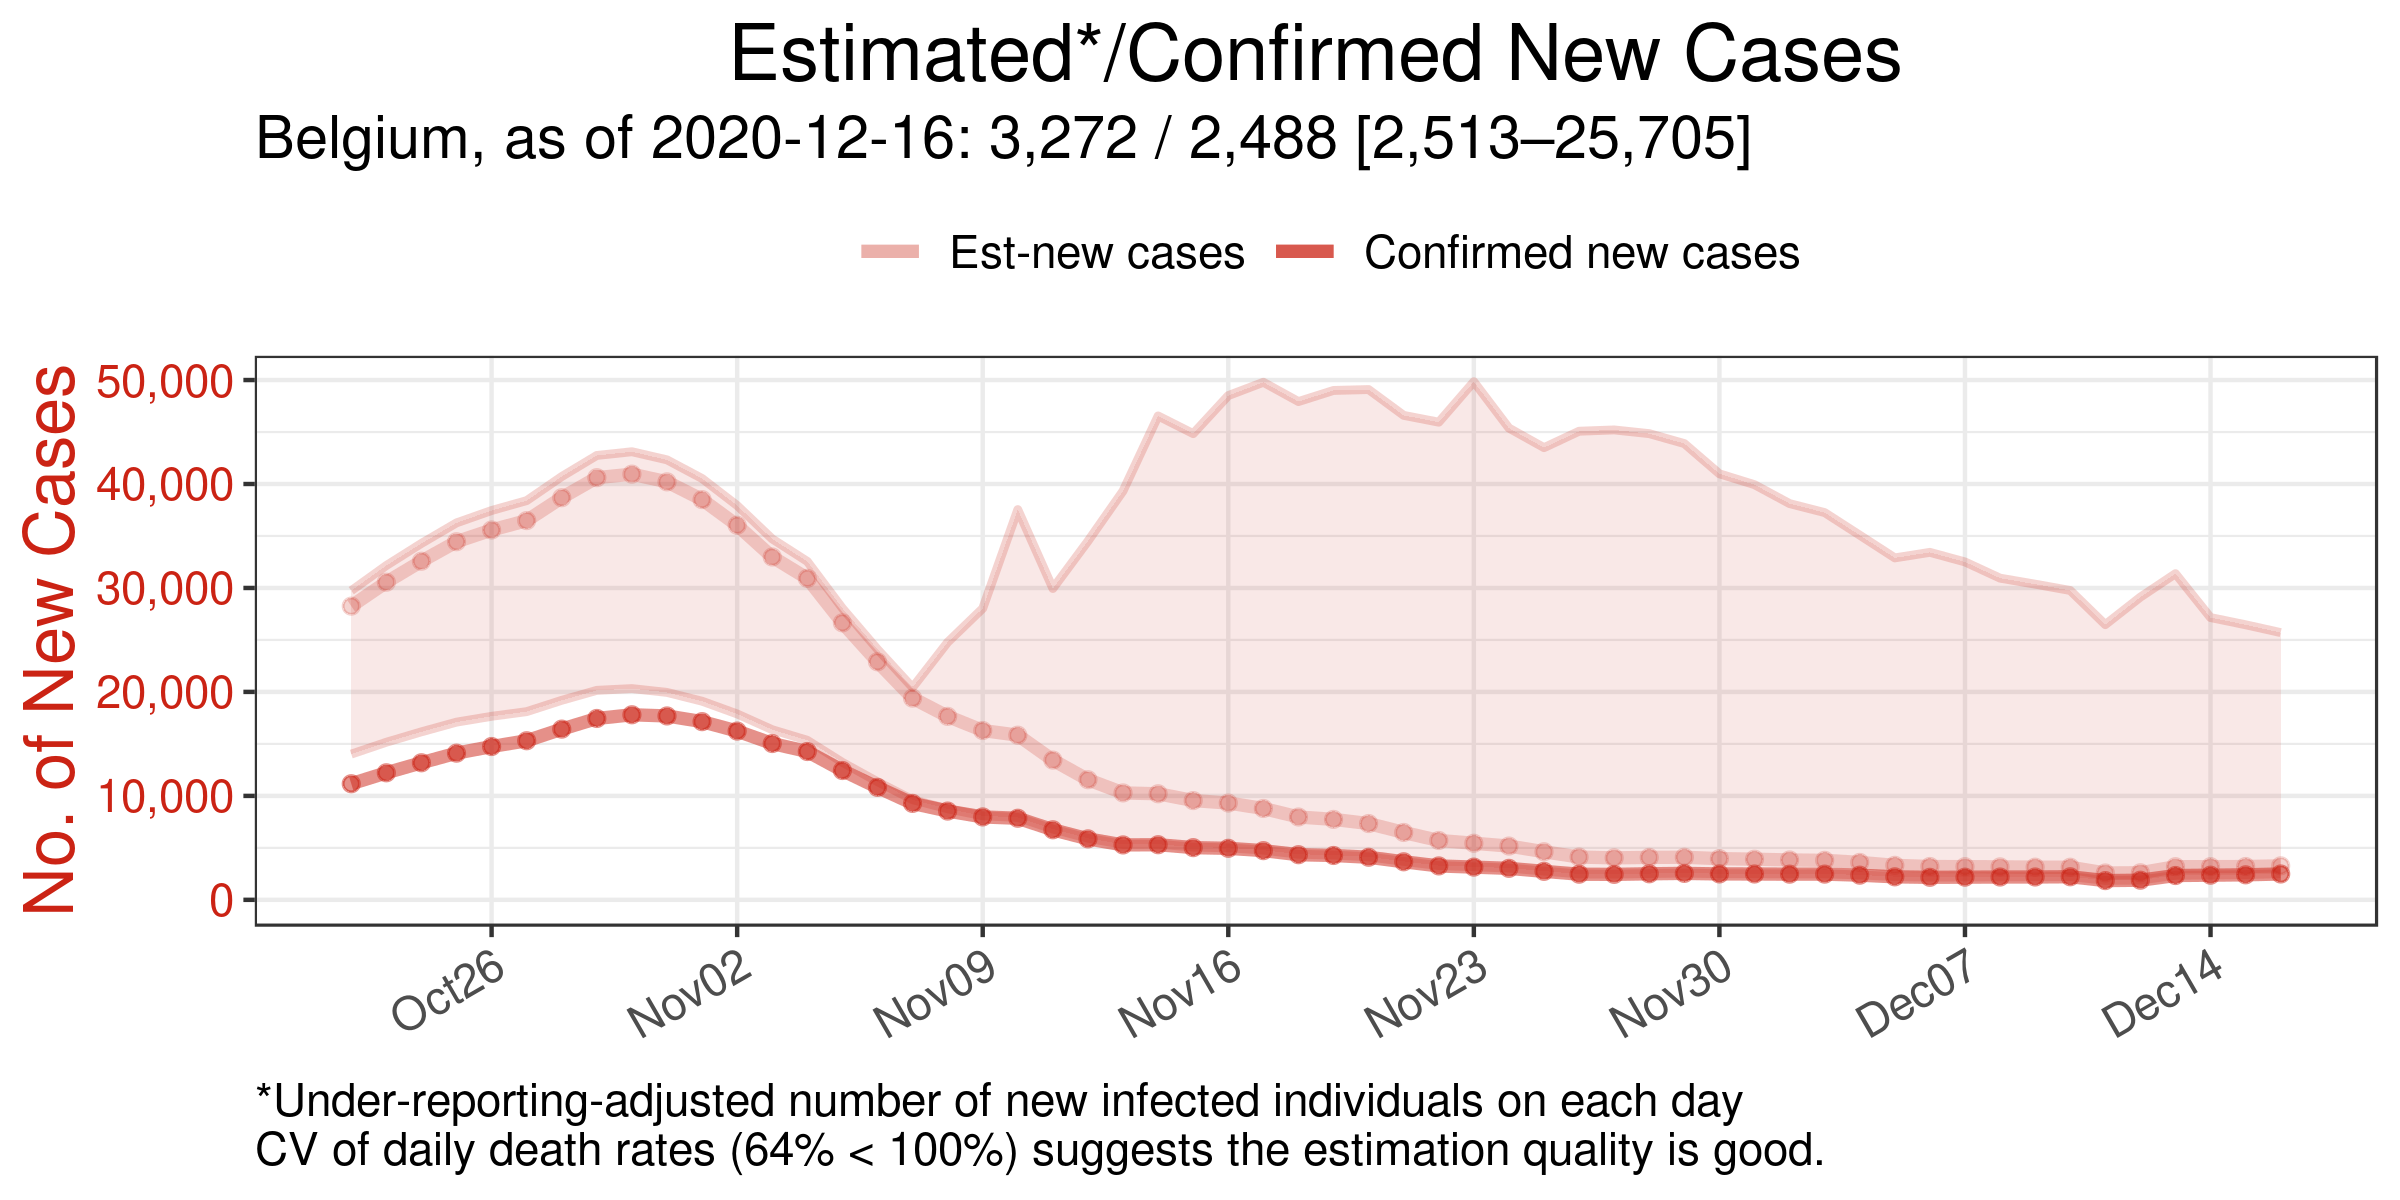 Estimated*/Confirmed New Cases
Belgium, as of 2020-12-16: 3,272 / 2,488 [2,513–25,705]
Est-new cases
Confirmed new cases
No. of New Cases
50,000
40,000
30,000
20,000
10,000
0
Oct26
Nov02
Nov09
Nov16
Nov23
Nov30
Dec07
Dec14
*Under-reporting-adjusted number of new infected individuals on each day
CV of daily death rates (64% < 100%) suggests the estimation quality is good.